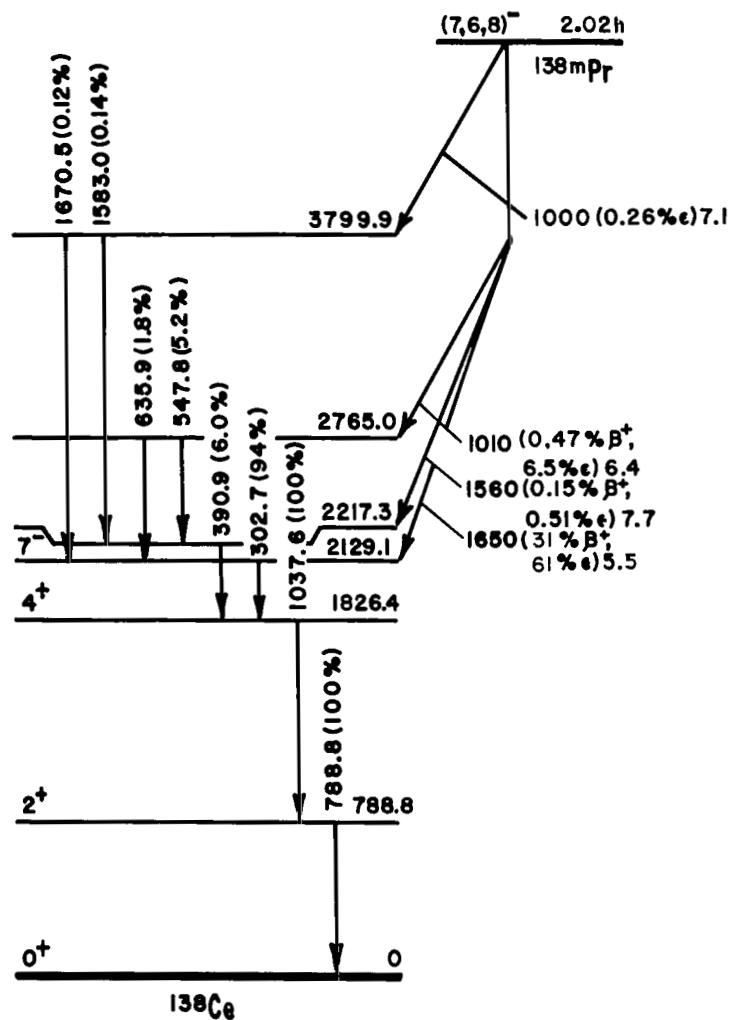 (7,6,8)⁻ 2.02h
138mPr
1670.5(0.12%)
1583.0(0.14%)
3799.9
1000(0.26%ε)7.1
635.9(1.8%)
547.8(5.2%)
2765.0
390.9(6.0%)
302.7(94%)
1037.6(100%)
1010(0.47%β⁺,
6.5%ε)6.4
1560(0.15%β⁺,
0.51%ε)7.7
1650(31%β⁺,
61%ε)5.5
2217.3
7⁻ 2129.1
4⁺ 1826.4
788.8(100%)
2⁺ 788.8
0⁺ 0
¹³⁸Ce